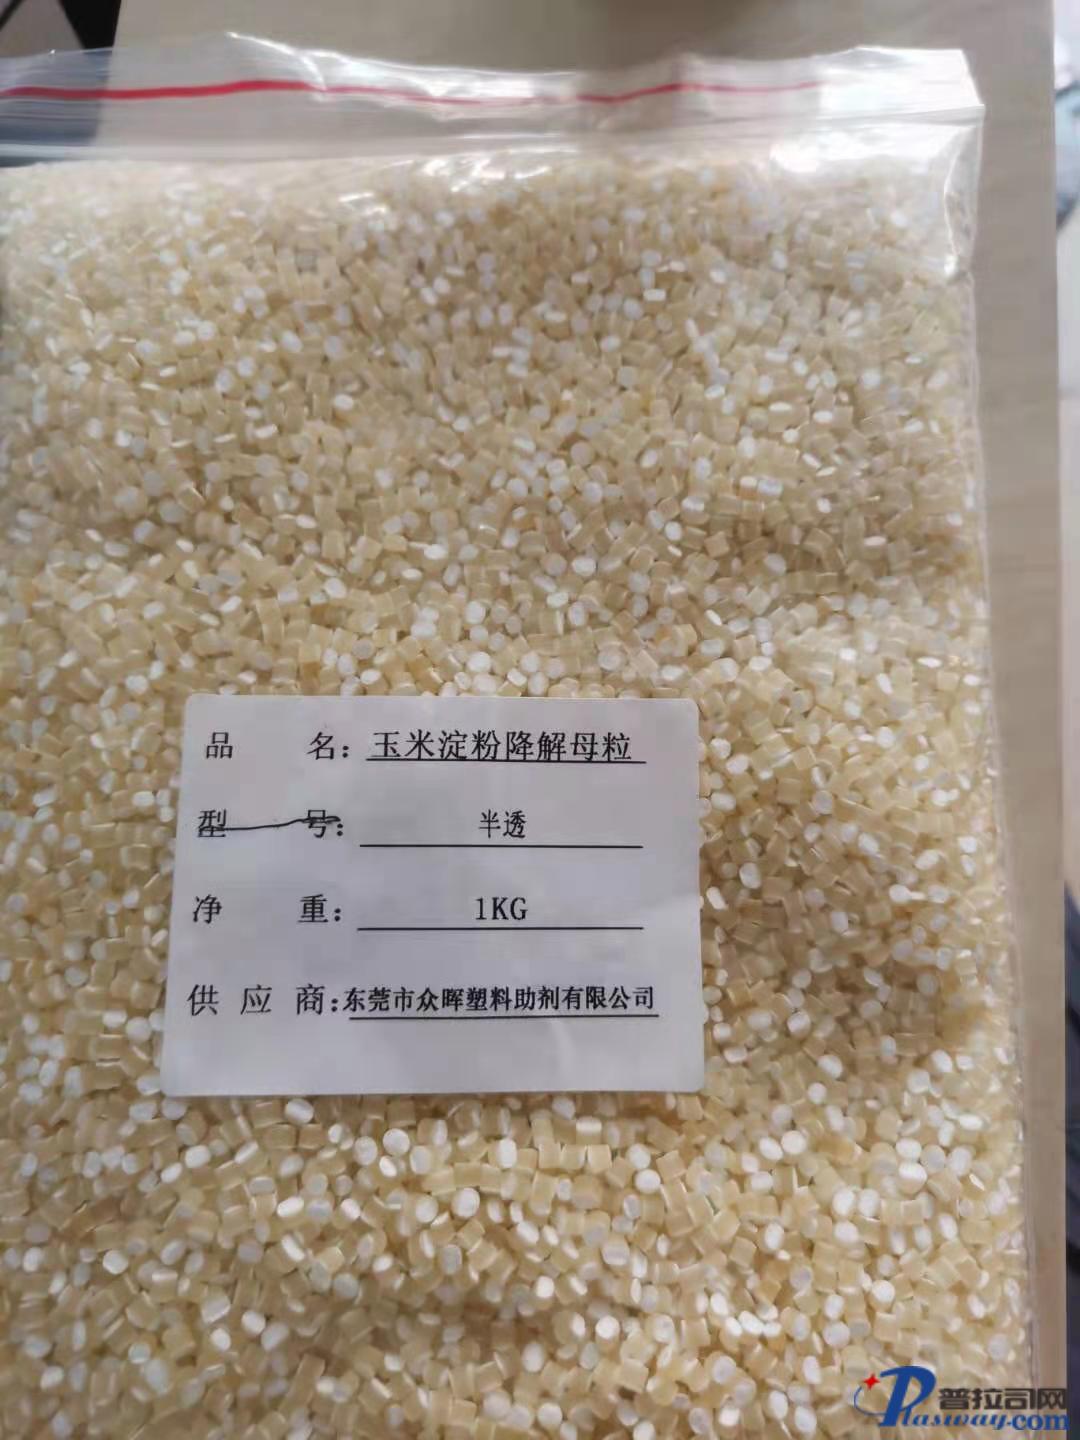 品 名：玉米淀粉降解母粒
型 号：半透
净 重：1KG
供 应 商：东莞市众晖塑料助剂有限公司
普拉司网
Plasway.com